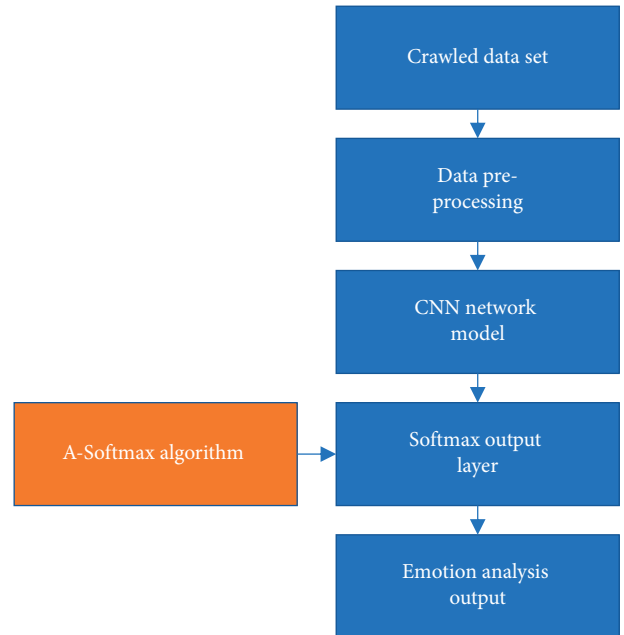 Crawled data set
Data pre-
processing
CNN network
model
A-Softmax algorithm
Softmax output
layer
Emotion analysis
output